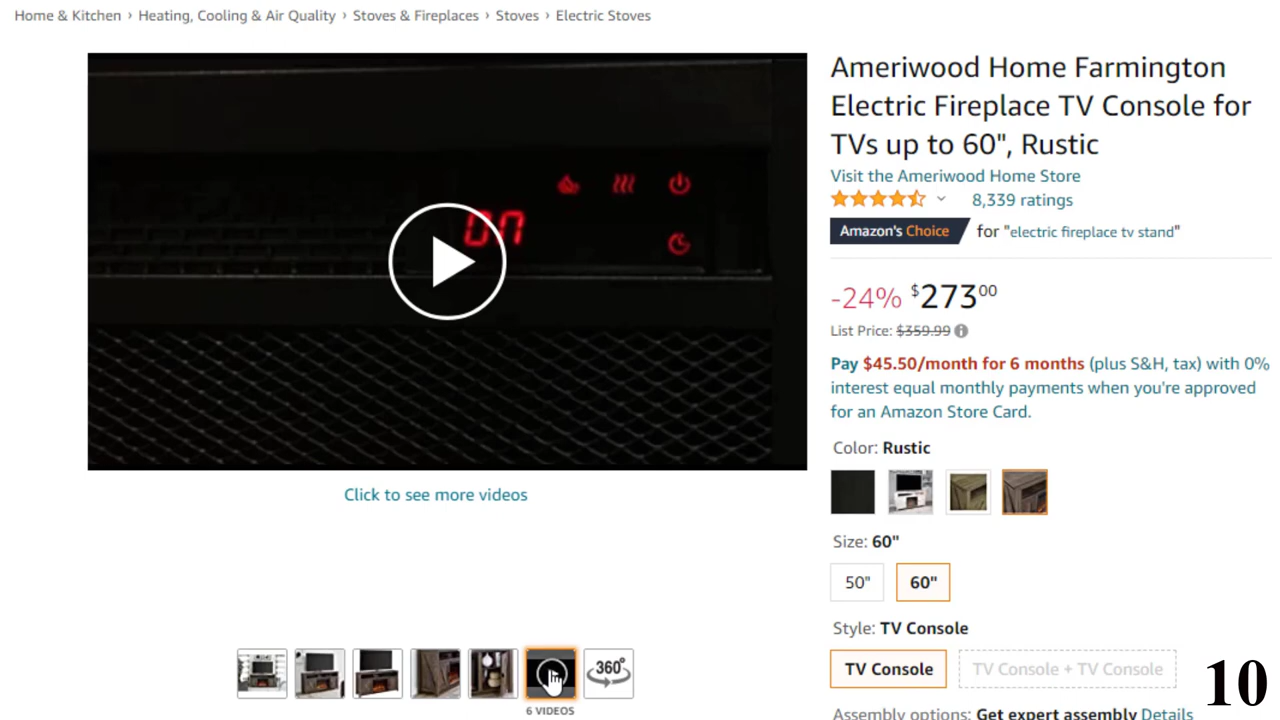 Home & Kitchen › Heating, Cooling & Air Quality › Stoves & Fireplaces › Stoves › Electric Stoves
Ameriwood Home Farmington
Electric Fireplace TV Console for
TVs up to 60", Rustic
Visit the Ameriwood Home Store
8,339 ratings
Amazon's Choice for "electric fireplace tv stand"
-24% $273⁰⁰
List Price: $359.99
Pay $45.50/month for 6 months (plus S&H, tax) with 0%
interest equal monthly payments when you're approved
for an Amazon Store Card.
Color: Rustic
Size: 60"
50" 60"
Style: TV Console
TV Console TV Console + TV Console
Assembly options: Get expert assembly Details
ON
Click to see more videos
360°
6 VIDEOS
10